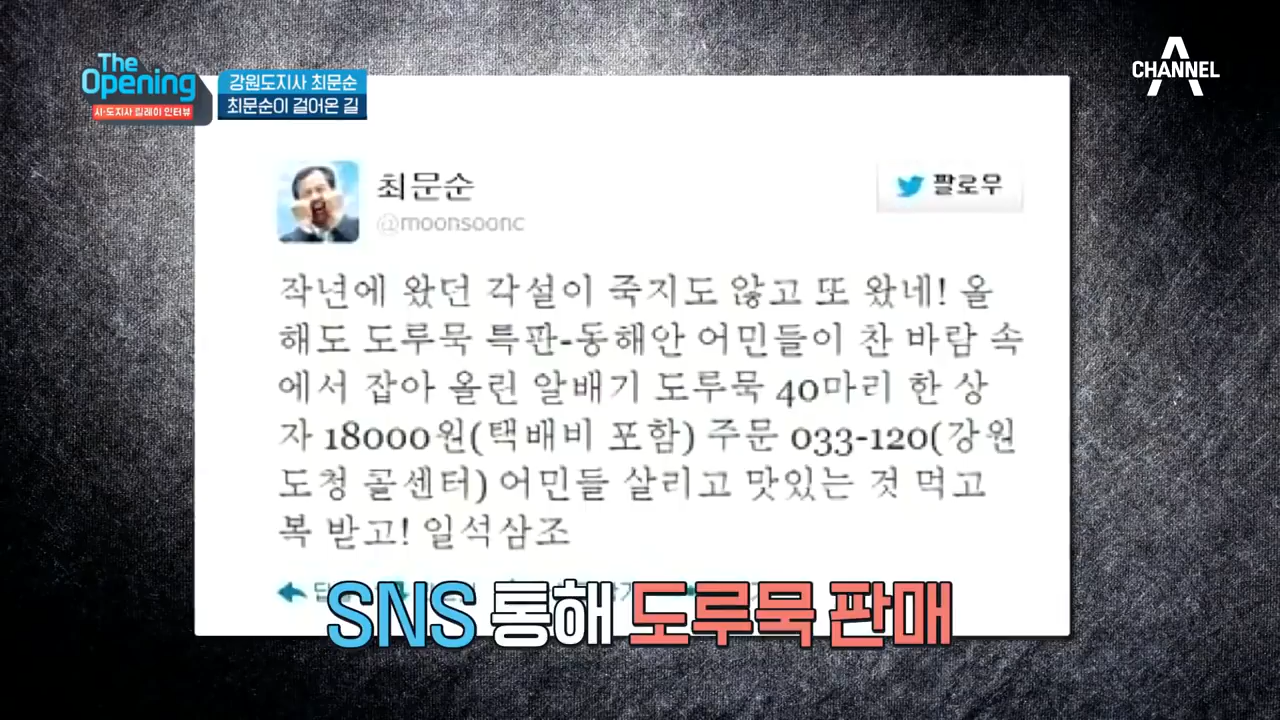 The
Opening
시·도지사 릴레이 인터뷰
강원도지사 최문순
최문순이 걸어온 길
CHANNEL A
최문순
@moonsoonc
팔로우
작년에 왔던 각설이 죽지도 않고 또 왔네! 올
해도 도루묵 특판-동해안 어민들이 찬 바람 속
에서 잡아 올린 알배기 도루묵 40마리 한 상
자 18000원(택배비 포함) 주문 033-120(강원
도청 콜센터) 어민들 살리고 맛있는 것 먹고
복 받고! 일석삼조
SNS 통해 도루묵 판매